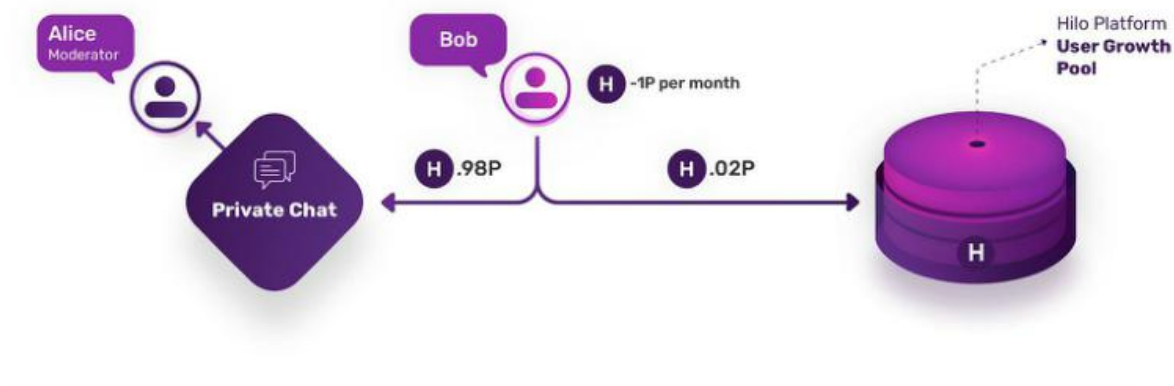 Alice
Moderator
Bob
H -1P per month
Hilo Platform
User Growth
Pool
H .98P
H .02P
Private Chat
H